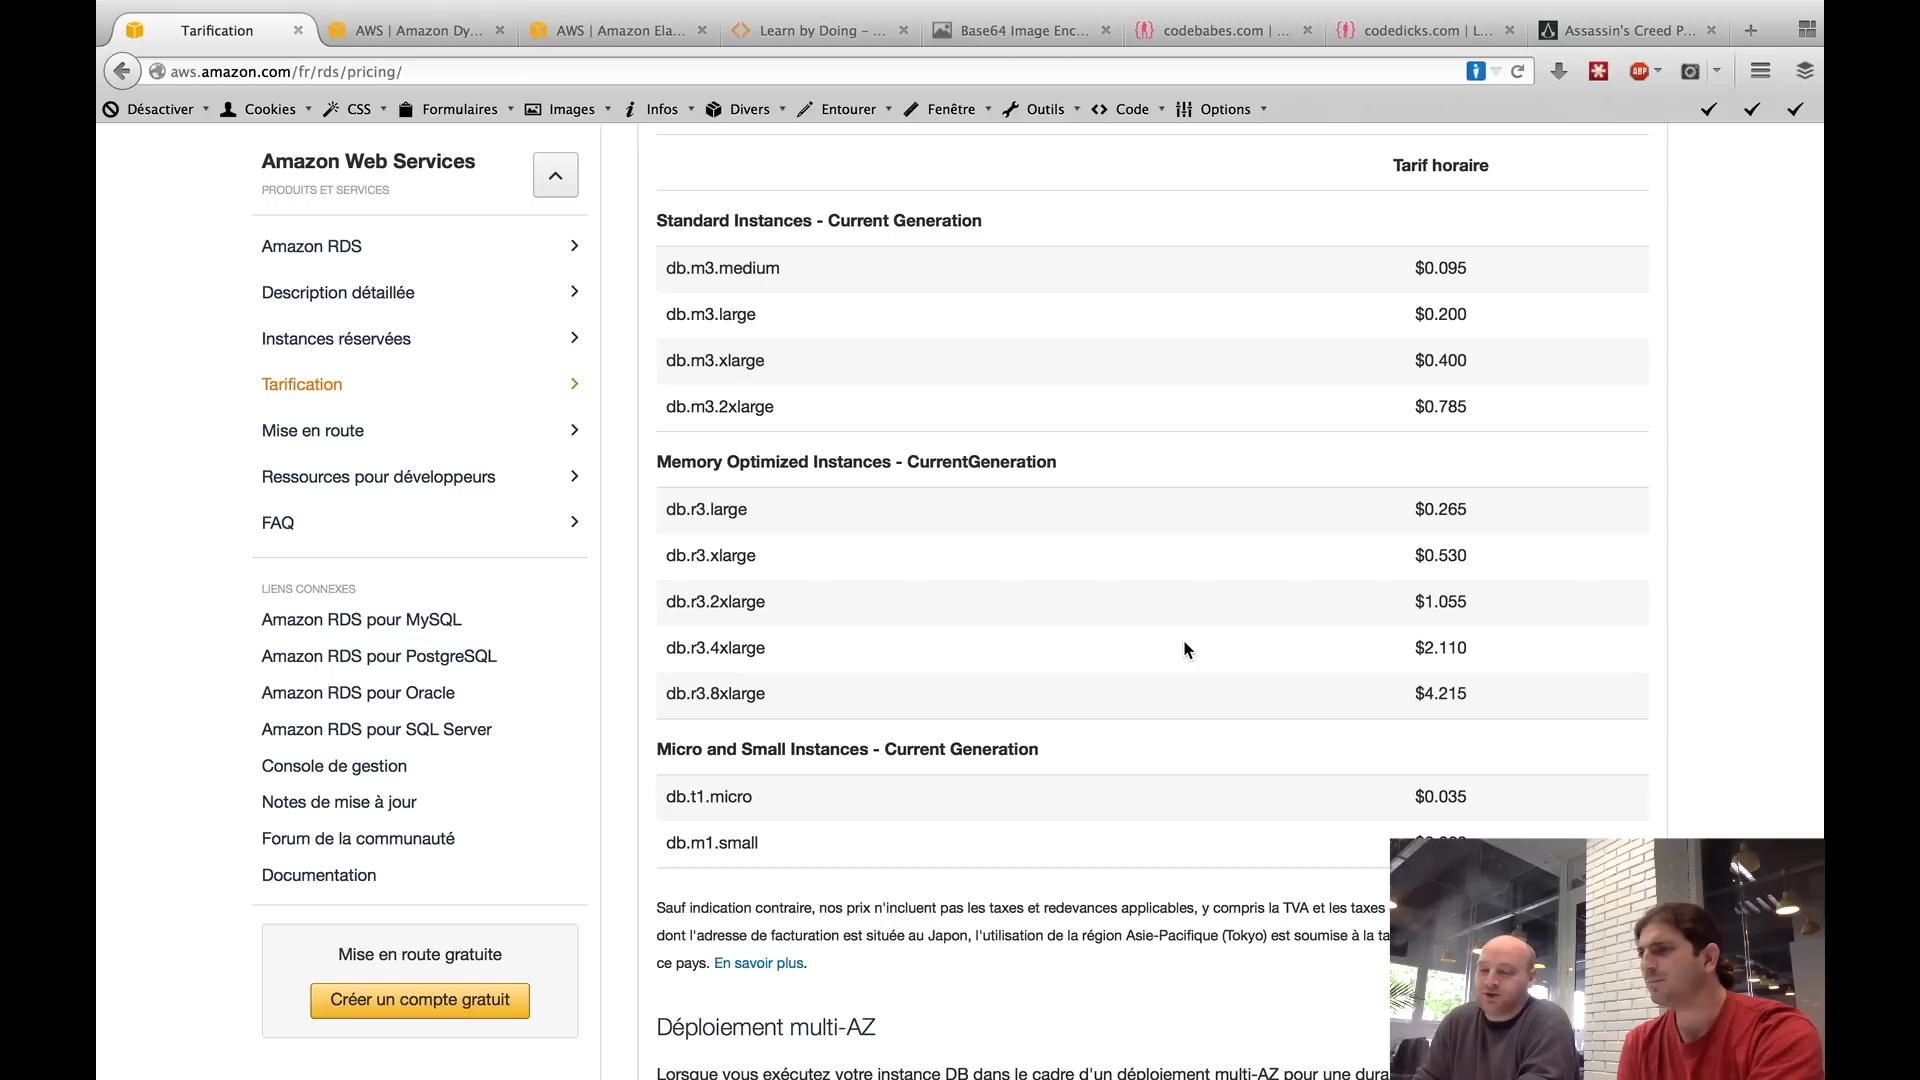 Tarification
AWS | Amazon Dy...
AWS | Amazon Ela...
Learn by Doing – ...
Base64 Image Enc...
codebabes.com | ...
codedicks.com | L...
Assassin's Creed P...
aws.amazon.com/fr/rds/pricing/
ABP
Désactiver
Cookies
CSS
Formulaires
Images
Infos
Divers
Entourer
Fenêtre
Outils
Code
Options
Amazon Web Services
PRODUITS ET SERVICES
Amazon RDS
Description détaillée
Instances réservées
Tarification
Mise en route
Ressources pour développeurs
FAQ
LIENS CONNEXES
Amazon RDS pour MySQL
Amazon RDS pour PostgreSQL
Amazon RDS pour Oracle
Amazon RDS pour SQL Server
Console de gestion
Notes de mise à jour
Forum de la communauté
Documentation
Mise en route gratuite
Créer un compte gratuit
Tarif horaire
Standard Instances - Current Generation
db.m3.medium $0.095
db.m3.large $0.200
db.m3.xlarge $0.400
db.m3.2xlarge $0.785
Memory Optimized Instances - CurrentGeneration
db.r3.large $0.265
db.r3.xlarge $0.530
db.r3.2xlarge $1.055
db.r3.4xlarge $2.110
db.r3.8xlarge $4.215
Micro and Small Instances - Current Generation
db.t1.micro $0.035
db.m1.small
Sauf indication contraire, nos prix n'incluent pas les taxes et redevances applicables, y compris la TVA et les taxes
dont l'adresse de facturation est située au Japon, l'utilisation de la région Asie-Pacifique (Tokyo) est soumise à la
ce pays. En savoir plus.
Déploiement multi-AZ
Lorsque vous exécutez votre instance DB dans le cadre d'un déploiement multi-AZ pour une